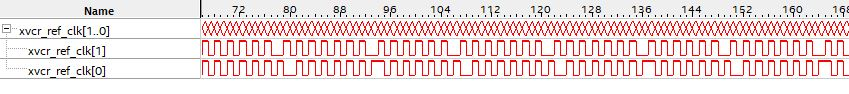 Name 72 80 88 96 104 112 120 128 136 144 152 160 168
xvcr_ref_clk[1..0]
xvcr_ref_clk[1]
xvcr_ref_clk[0]